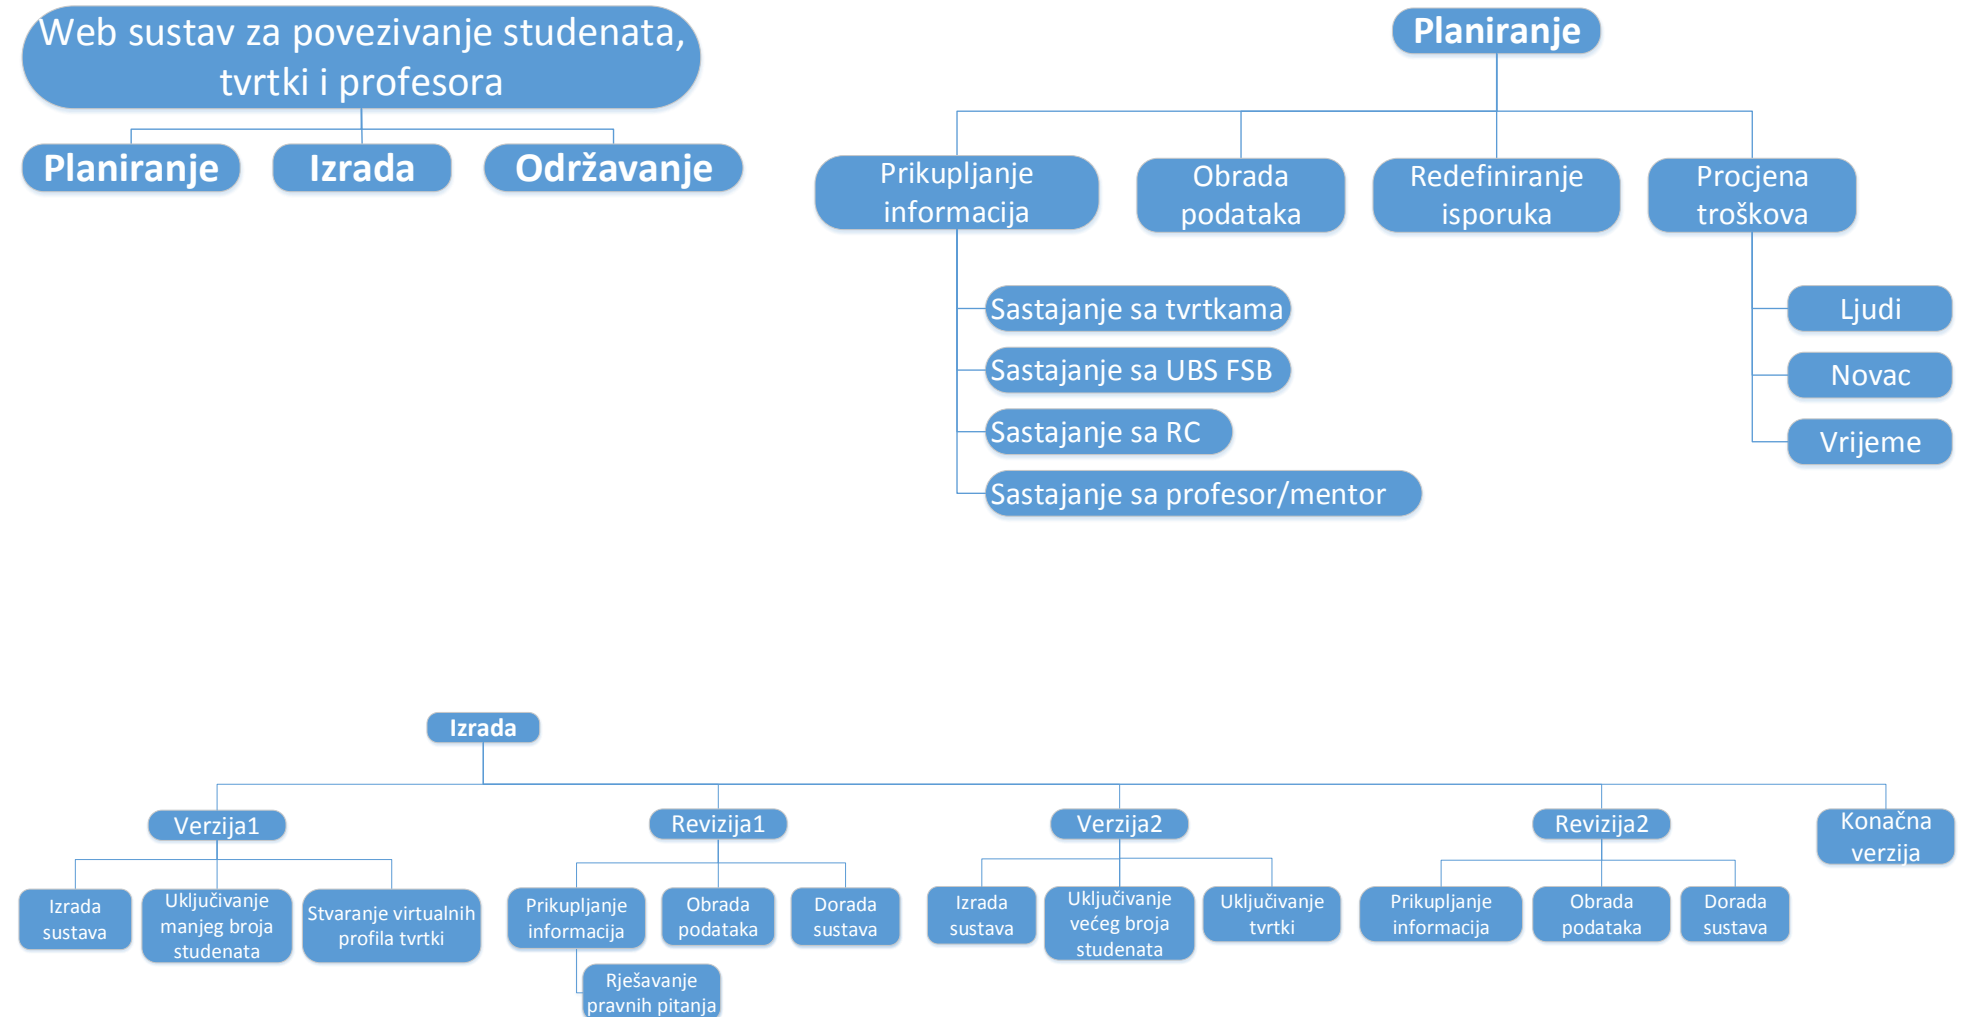 Web sustav za povezivanje studenata,
tvrtki i profesora
Planiranje
Izrada
Održavanje
Planiranje
Prikupljanje
informacija
Obrada
podataka
Redefiniranje
isporuka
Procjena
troškova
Sastajanje sa tvrtkama
Sastajanje sa UBS FSB
Sastajanje sa RC
Sastajanje sa profesor/mentor
Ljudi
Novac
Vrijeme
Izrada
Verzija1
Revizija1
Verzija2
Revizija2
Konačna
verzija
Izrada
sustava
Uključivanje
manjeg broja
studenata
Stvaranje virtualnih
profila tvrtki
Prikupljanje
informacija
Obrada
podataka
Dorada
sustava
Izrada
sustava
Uključivanje
većeg broja
studenata
Uključivanje
tvrtki
Prikupljanje
informacija
Obrada
podataka
Dorada
sustava
Rješavanje
pravnih pitanja